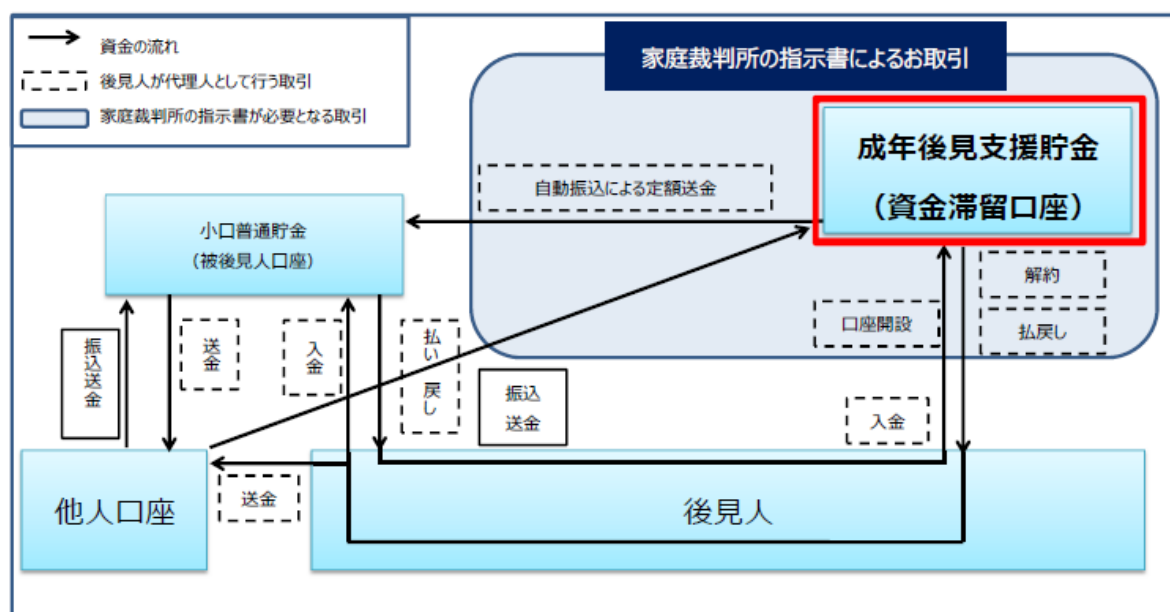 資金の流れ
後見人が代理人として行う取引
家庭裁判所の指示書が必要となる取引
家庭裁判所の指示書によるお取引
成年後見支援貯金
（資金滞留口座）
自動振込による定額送金
小口普通貯金
（被後見人口座）
解約
口座開設
払戻し
振込送金
送金
入金
払い戻し
振込
送金
入金
送金
他人口座
後見人